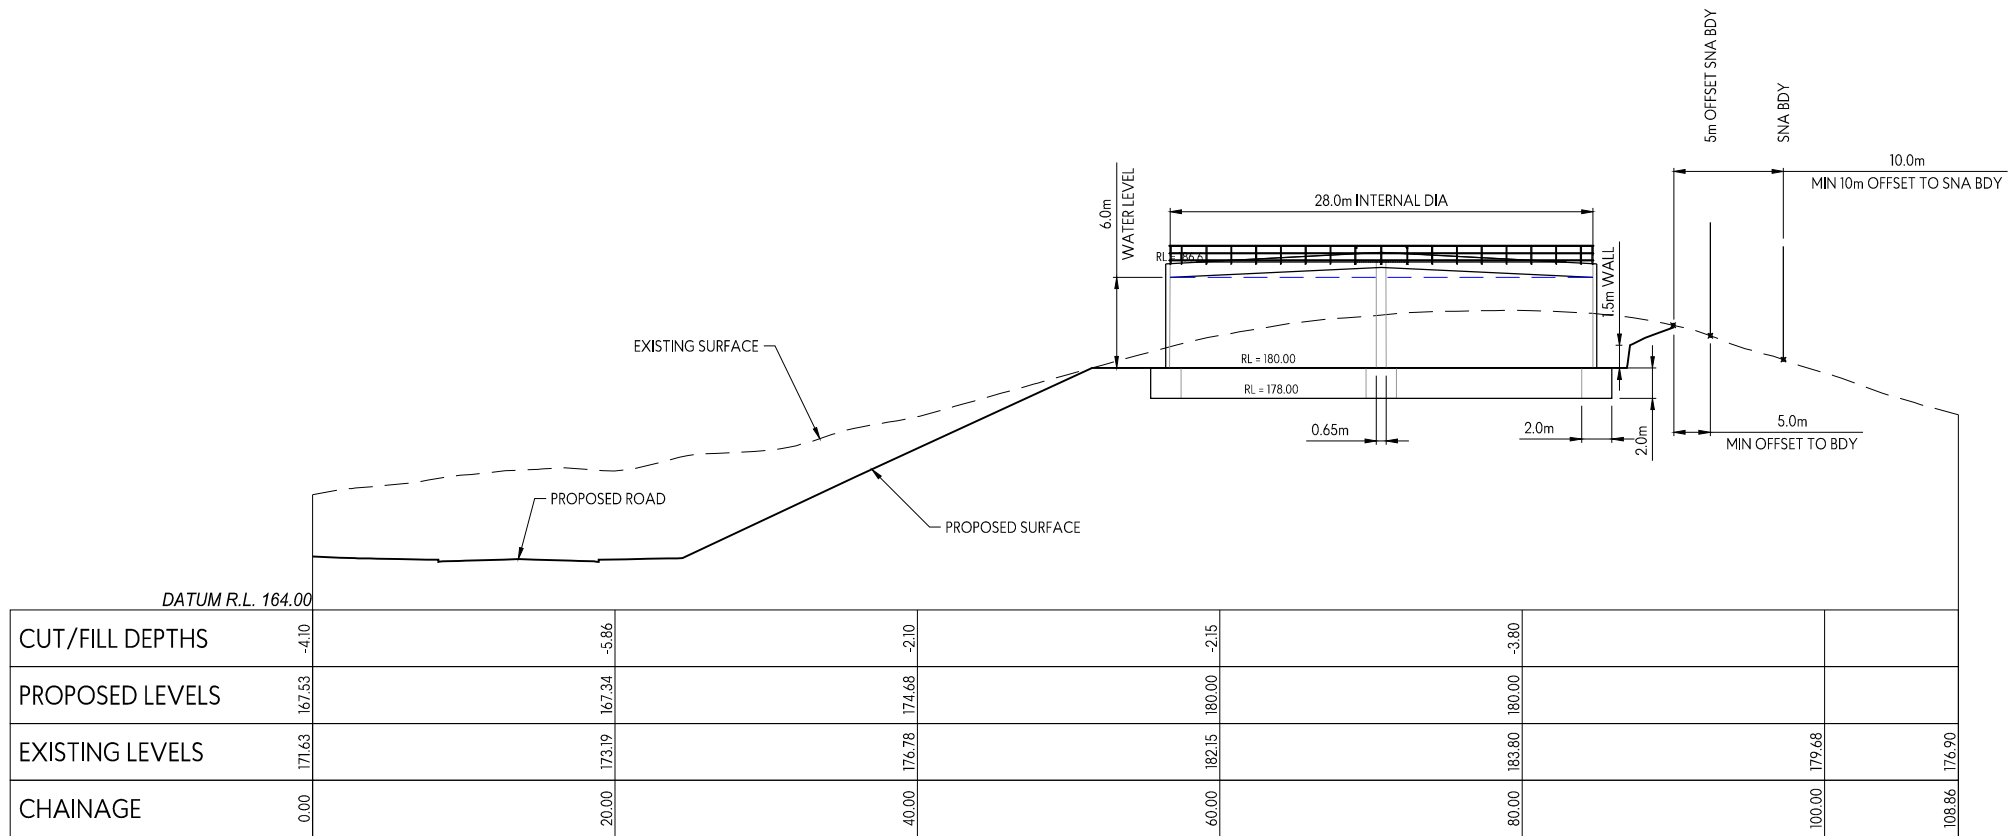 5m OFFSET SNA BDY
SNA BDY
10.0m
MIN 10m OFFSET TO SNA BDY
6.0m
WATER LEVEL
28.0m INTERNAL DIA
1.5m WALL
EXISTING SURFACE
RL = 180.00
RL = 178.00
0.65m
2.0m
2.0m
5.0m
MIN OFFSET TO BDY
PROPOSED ROAD
PROPOSED SURFACE
DATUM R.L. 164.00
CUT/FILL DEPTHS -4.10 -5.86 -2.10 -2.15 -3.80
PROPOSED LEVELS 167.53 167.34 174.68 180.00 180.00
EXISTING LEVELS 171.63 173.19 176.78 182.15 183.80 179.68 176.90
CHAINAGE 0.00 20.00 40.00 60.00 80.00 100.00 108.86